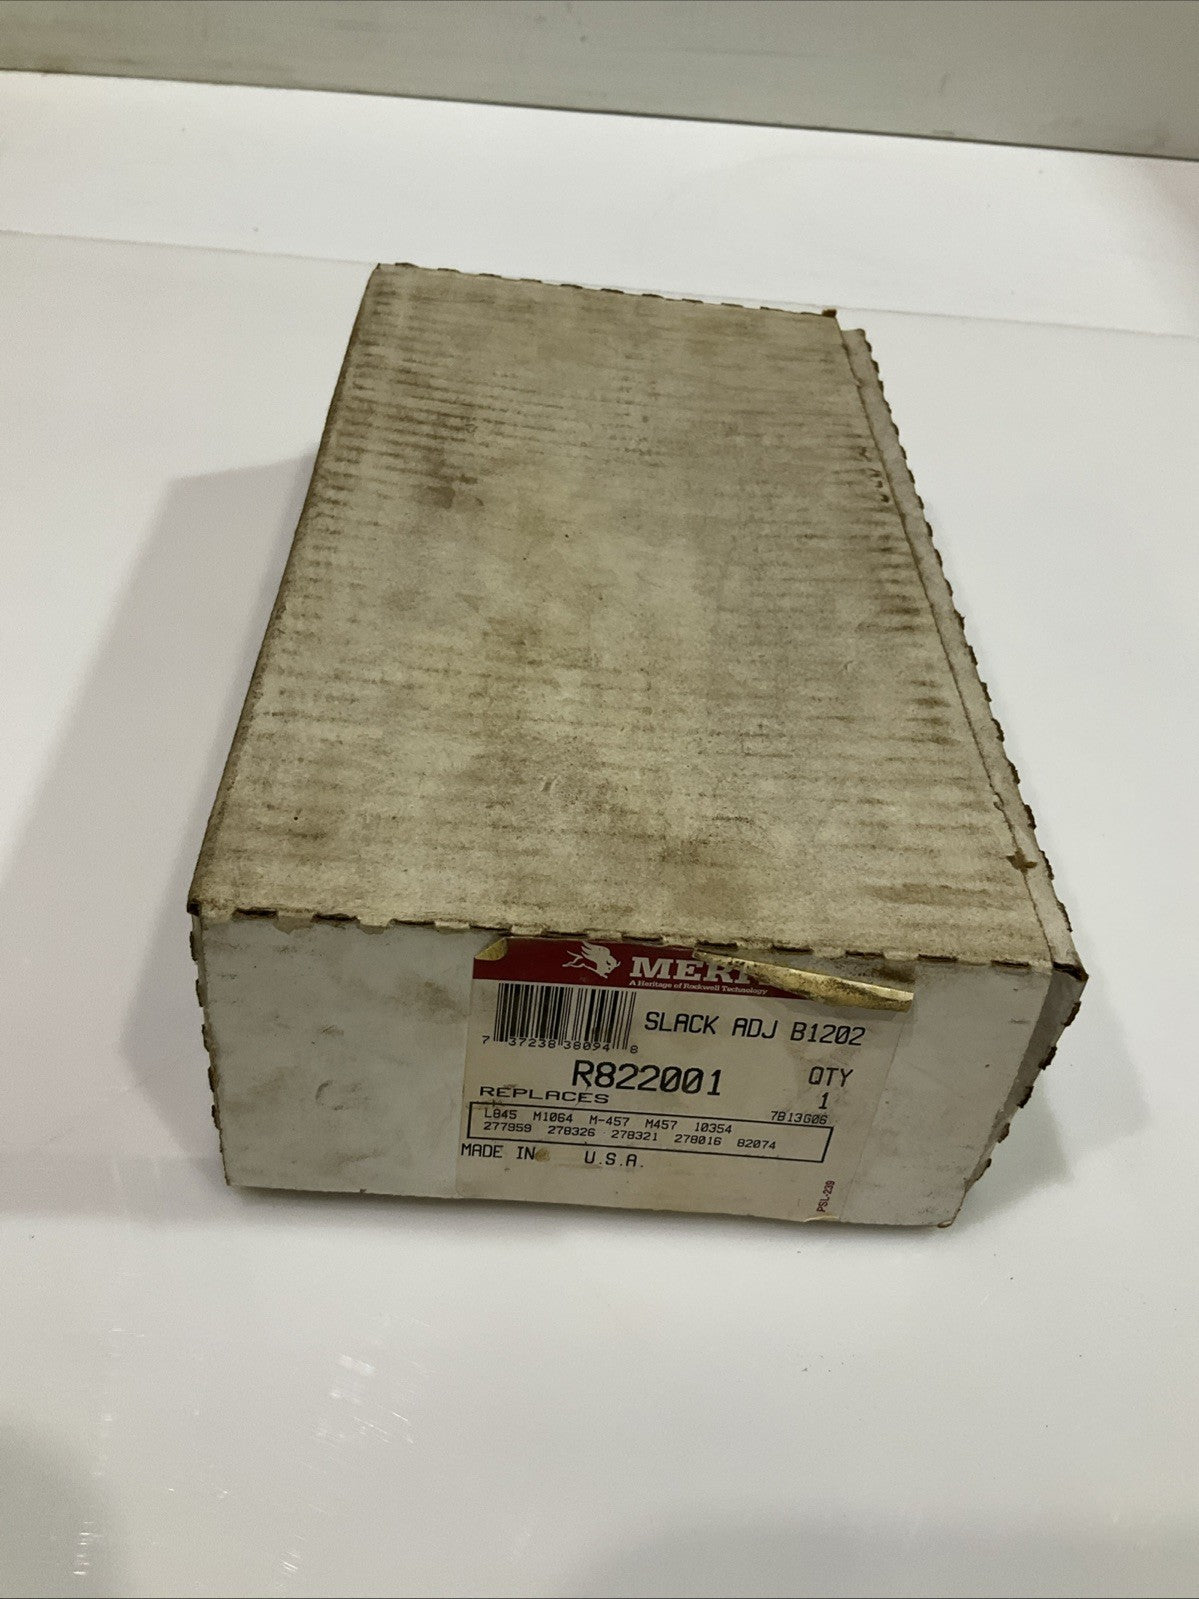 MERI
A Heritage of Rockwell Technology
7 37238 38094 8
SLACK ADJ B1202
R822001 QTY
1
REPLACES 7B13G06
L845 M1064 M-457 M457 10354
277959 278326 278321 278016 82074
MADE IN U.S.A.
PSL-239